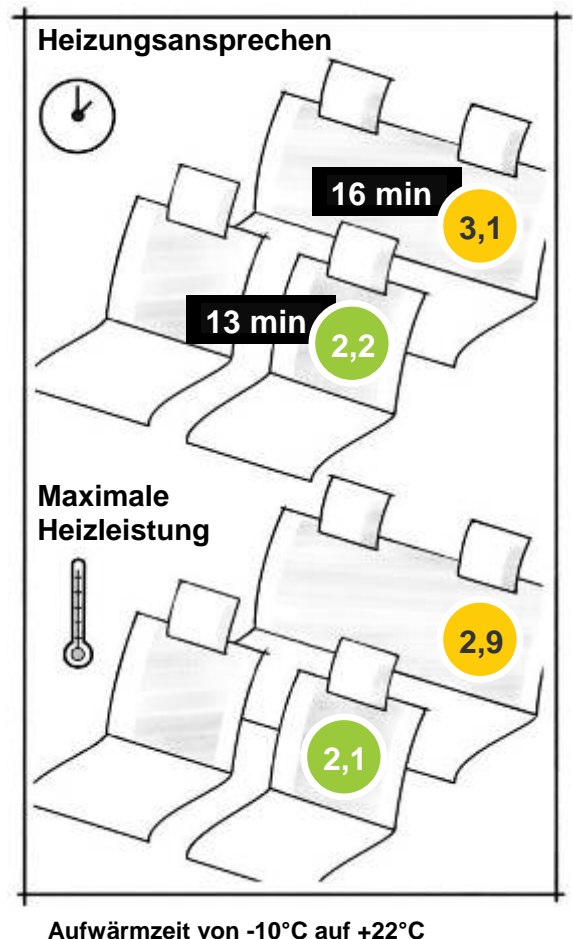 Heizungsansprechen
16 min
3,1
13 min
2,2
Maximale
Heizleistung
2,9
2,1
Aufwärmzeit von -10°C auf +22°C